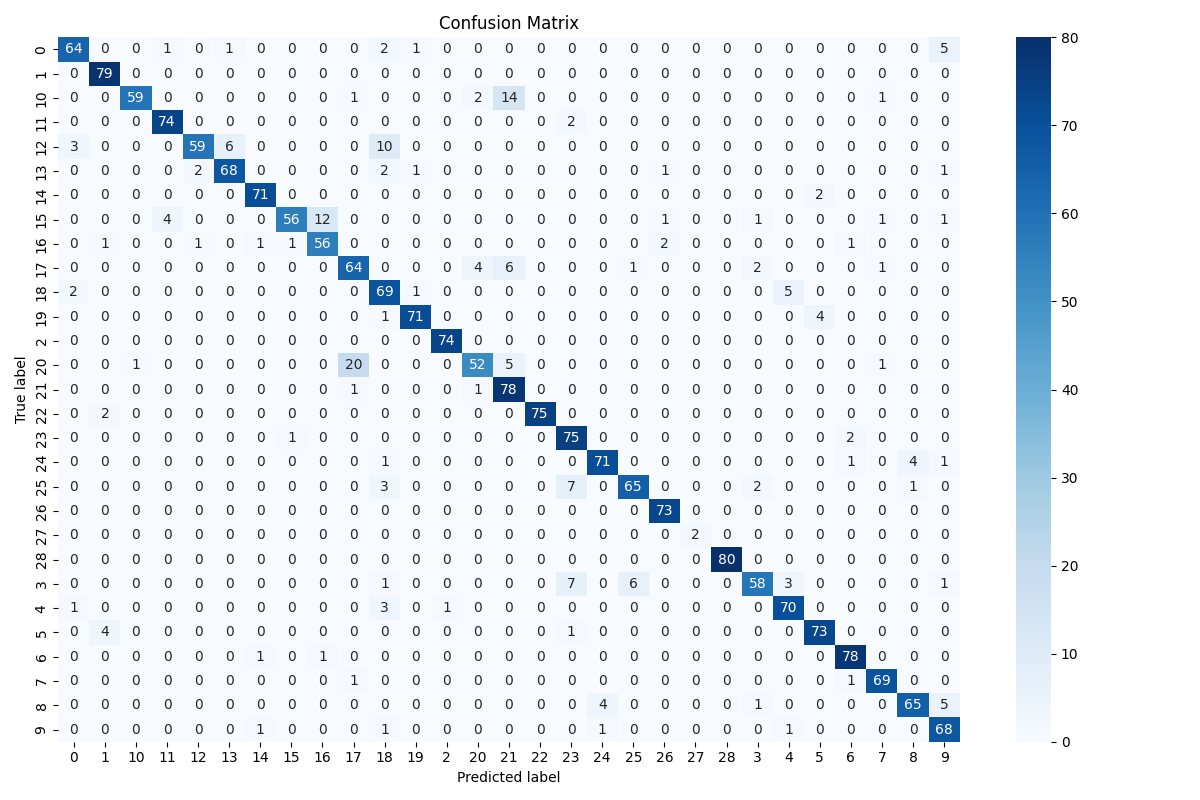 Confusion Matrix
0 64 0 0 1 0 1 0 0 0 0 2 1 0 0 0 0 0 0 0 0 0 0 0 0 0 0 0 5
1 0 79 0 0 0 0 0 0 0 0 0 0 0 0 0 0 0 0 0 0 0 0 0 0 0 0 0 0 0
10 0 0 59 0 0 0 0 0 0 1 0 0 0 2 14 0 0 0 0 0 0 0 0 0 0 0 1 0 0
11 0 0 0 74 0 0 0 0 0 0 0 0 0 0 0 0 2 0 0 0 0 0 0 0 0 0 0 0 0
12 3 0 0 0 59 6 0 0 0 0 10 0 0 0 0 0 0 0 0 0 0 0 0 0 0 0 0 0 0
13 0 0 0 0 2 68 0 0 0 0 2 1 0 0 0 0 0 0 0 1 0 0 0 0 0 0 0 0 1
14 0 0 0 0 0 0 71 0 0 0 0 0 0 0 0 0 0 0 0 0 0 0 0 0 2 0 0 0 0
15 0 0 0 4 0 0 0 56 12 0 0 0 0 0 0 0 0 0 0 1 0 0 1 0 0 0 1 0 1
16 0 1 0 0 1 0 1 1 56 0 0 0 0 0 0 0 0 0 0 2 0 0 0 0 0 1 0 0 0
17 0 0 0 0 0 0 0 0 0 64 0 0 0 4 6 0 0 0 1 0 0 0 2 0 0 0 1 0 0
18 2 0 0 0 0 0 0 0 0 0 69 1 0 0 0 0 0 0 0 0 0 0 0 5 0 0 0 0 0
19 0 0 0 0 0 0 0 0 0 0 1 71 0 0 0 0 0 0 0 0 0 0 0 0 4 0 0 0 0
2 0 0 0 0 0 0 0 0 0 0 0 0 74 0 0 0 0 0 0 0 0 0 0 0 0 0 0 0 0
20 0 0 1 0 0 0 0 0 0 20 0 0 0 52 5 0 0 0 0 0 0 0 0 0 0 0 1 0 0
21 0 0 0 0 0 0 0 0 0 1 0 0 0 1 78 0 0 0 0 0 0 0 0 0 0 0 0 0 0
22 0 2 0 0 0 0 0 0 0 0 0 0 0 0 0 75 0 0 0 0 0 0 0 0 0 0 0 0 0
23 0 0 0 0 0 0 0 1 0 0 0 0 0 0 0 0 75 0 0 0 0 0 0 0 0 2 0 0 0
24 0 0 0 0 0 0 0 0 0 0 1 0 0 0 0 0 0 71 0 0 0 0 0 0 0 1 0 4 1
25 0 0 0 0 0 0 0 0 0 0 3 0 0 0 0 0 7 0 65 0 0 0 2 0 0 0 0 1 0
26 0 0 0 0 0 0 0 0 0 0 0 0 0 0 0 0 0 0 0 73 0 0 0 0 0 0 0 0 0
27 0 0 0 0 0 0 0 0 0 0 0 0 0 0 0 0 0 0 0 0 2 0 0 0 0 0 0 0 0
28 0 0 0 0 0 0 0 0 0 0 0 0 0 0 0 0 0 0 0 0 0 80 0 0 0 0 0 0 0
3 0 0 0 0 0 0 0 0 0 0 1 0 0 0 0 0 7 0 6 0 0 0 58 3 0 0 0 0 1
4 1 0 0 0 0 0 0 0 0 0 3 0 1 0 0 0 0 0 0 0 0 0 0 70 0 0 0 0 0
5 0 4 0 0 0 0 0 0 0 0 0 0 0 0 0 0 1 0 0 0 0 0 0 0 73 0 0 0 0
6 0 0 0 0 0 0 1 0 1 0 0 0 0 0 0 0 0 0 0 0 0 0 0 0 0 78 0 0 0
7 0 0 0 0 0 0 0 0 0 1 0 0 0 0 0 0 0 0 0 0 0 0 0 0 0 1 69 0 0
8 0 0 0 0 0 0 0 0 0 0 0 0 0 0 0 0 0 4 0 0 0 0 1 0 0 0 0 65 5
9 0 0 0 0 0 0 1 0 0 0 1 0 0 0 0 0 0 1 0 0 0 0 0 1 0 0 0 0 68
0 1 10 11 12 13 14 15 16 17 18 19 2 20 21 22 23 24 25 26 27 28 3 4 5 6 7 8 9
Predicted label
True label
80
70
60
50
40
30
20
10
0